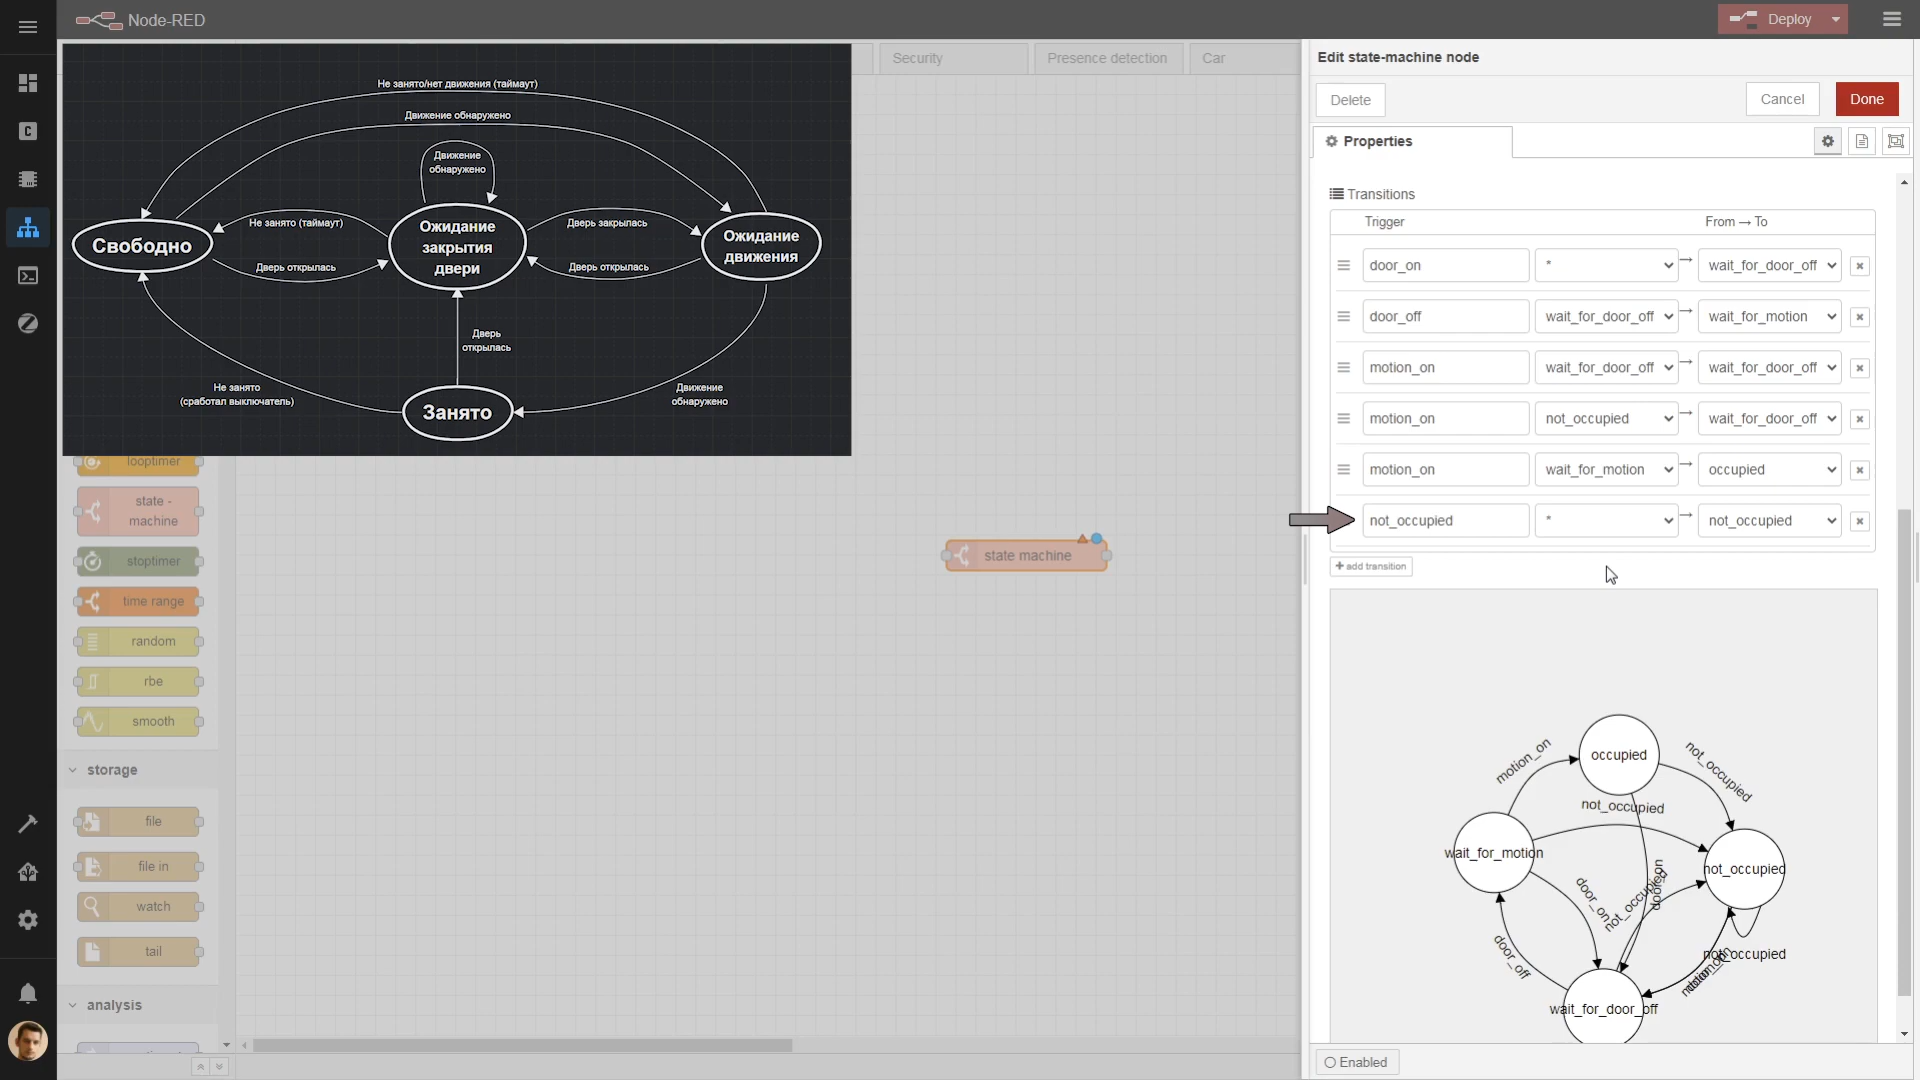 Node-RED
Deploy
Security
Presence detection
Car
Не занято/нет движения (таймаут)
Движение обнаружено
Движение
обнаружено
Свободно
Не занято (таймаут)
Дверь открылась
Ожидание
закрытия
двери
Дверь закрылась
Дверь открылась
Ожидание
движения
Дверь
открылась
Не занято
(сработал выключатель)
Занято
Движение
обнаружено
looptimer
state -
machine
stoptimer
time range
random
rbe
smooth
storage
file
file in
watch
tail
analysis
state machine
Edit state-machine node
Delete
Cancel
Done
Properties
Transitions
Trigger
From → To
door_on
*
→
wait_for_door_off
door_off
wait_for_door_off
→
wait_for_motion
motion_on
wait_for_door_off
→
wait_for_door_off
motion_on
not_occupied
→
wait_for_door_off
motion_on
wait_for_motion
→
occupied
not_occupied
*
→
not_occupied
add transition
occupied
motion_on
not_occupied
not_occupied
wait_for_motion
not_occupied
door_on
door_on
not_occupied
door_off
not_occupied
wait_for_door_off
Enabled